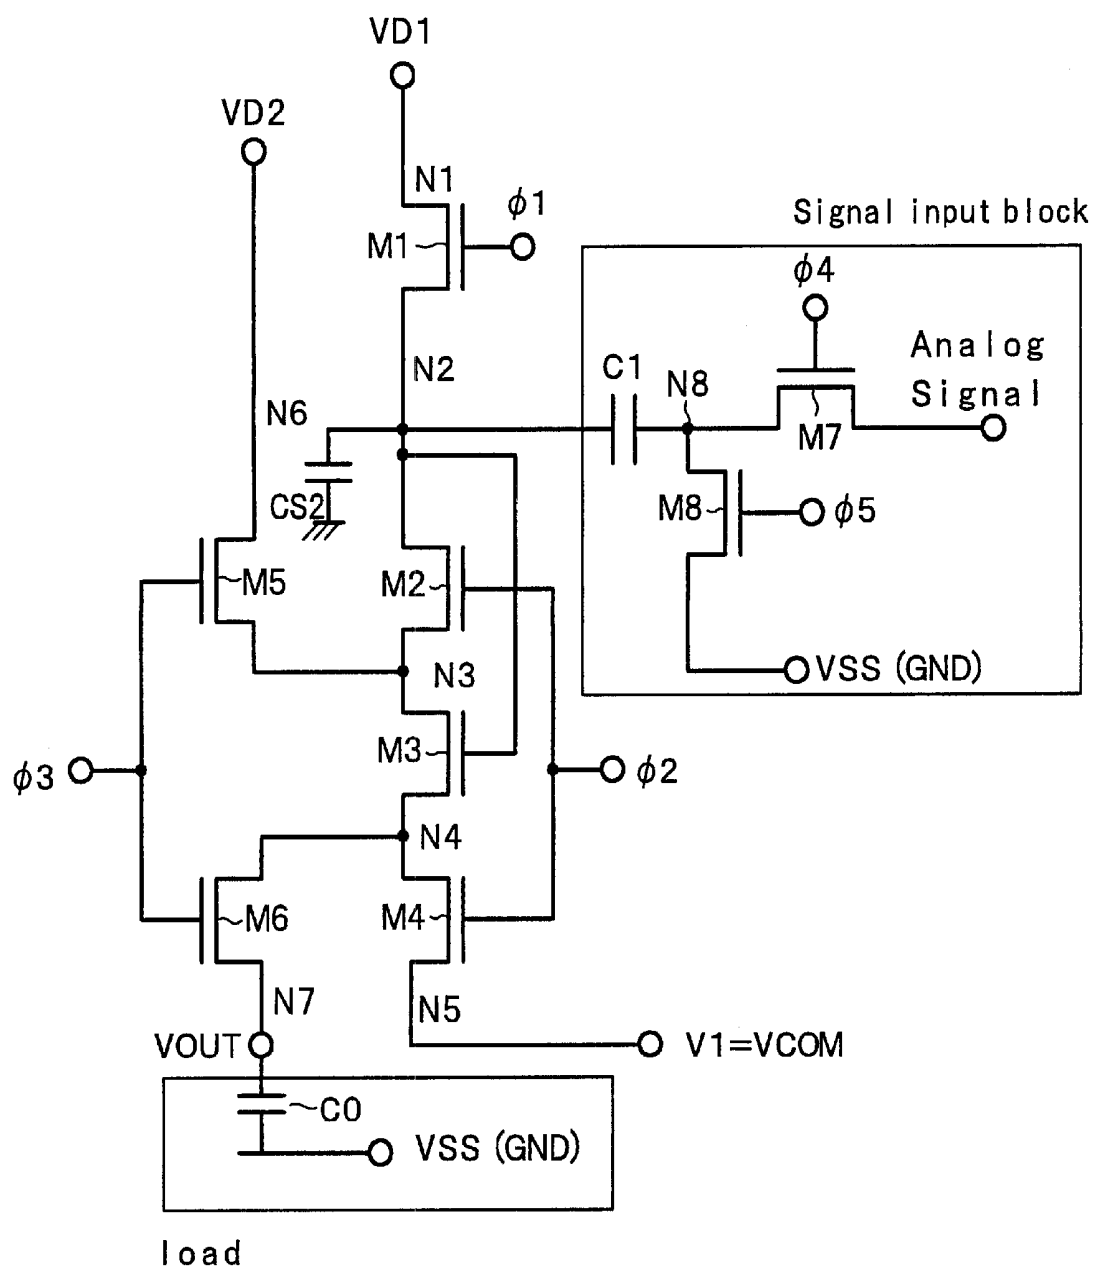 VD1
VD2
N1
ϕ1
M1
Signal input block
ϕ4
N2
C1
N8
Analog
Signal
N6
M7
CS2
M8
ϕ5
M5
M2
VSS (GND)
N3
M3
ϕ3
ϕ2
N4
M6
M4
N7
N5
VOUT
V1=VCOM
C0
VSS (GND)
load